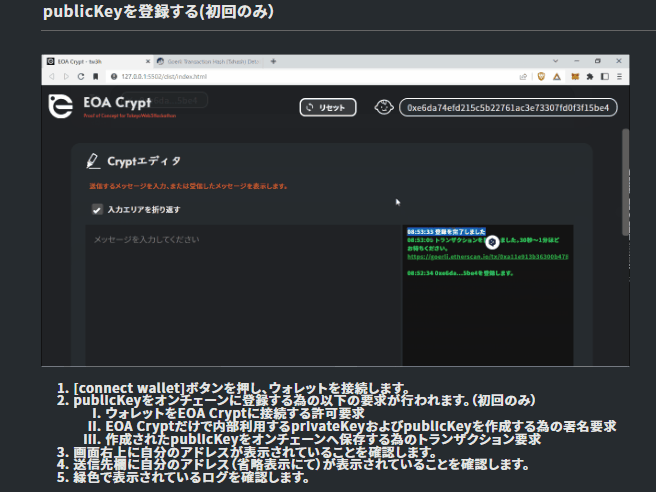 publicKeyを登録する(初回のみ)
EOA Crypt - tw3h
Goerli Transaction Hash (Txhash) Det
127.0.0.1:5502/dist/index.html
EOA Crypt
Proof of Concept for TokyoWeb3Hackathon
リセット
0xe6da74efd215c5b22761ac3e73307fd0f3f15be4
Cryptエディタ
送信するメッセージを入力、または受信したメッセージを表示します。
入力エリアを折り返す
メッセージを入力してください
08:53:33 登録を完了しました
08:53:05 トランザクションを しました。30秒〜1分ほど
お待ちください。
08:52:34 0xe6da...5be4を登録します。
1. [connect wallet]ボタンを押し、ウォレットを接続します。
2. publicKeyをオンチェーンに登録する為の以下の要求が行われます。(初回のみ)
I. ウォレットをEOA Cryptに接続する許可要求
II. EOA Cryptだけで内部利用するprivateKeyおよびpublicKeyを作成する為の署名要求
III. 作成されたpublicKeyをオンチェーンへ保存する為のトランザクション要求
3. 画面右上に自分のアドレスが表示されていることを確認します。
4. 送信先欄に自分のアドレス(省略表示にて)が表示されていることを確認します。
5. 緑色で表示されているログを確認します。